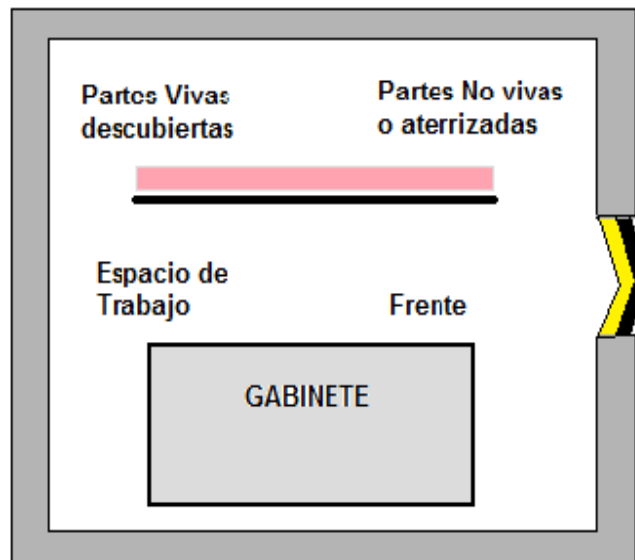 Partes Vivas
descubiertas
Partes No vivas
o aterrizadas
Espacio de
Trabajo
Frente
GABINETE